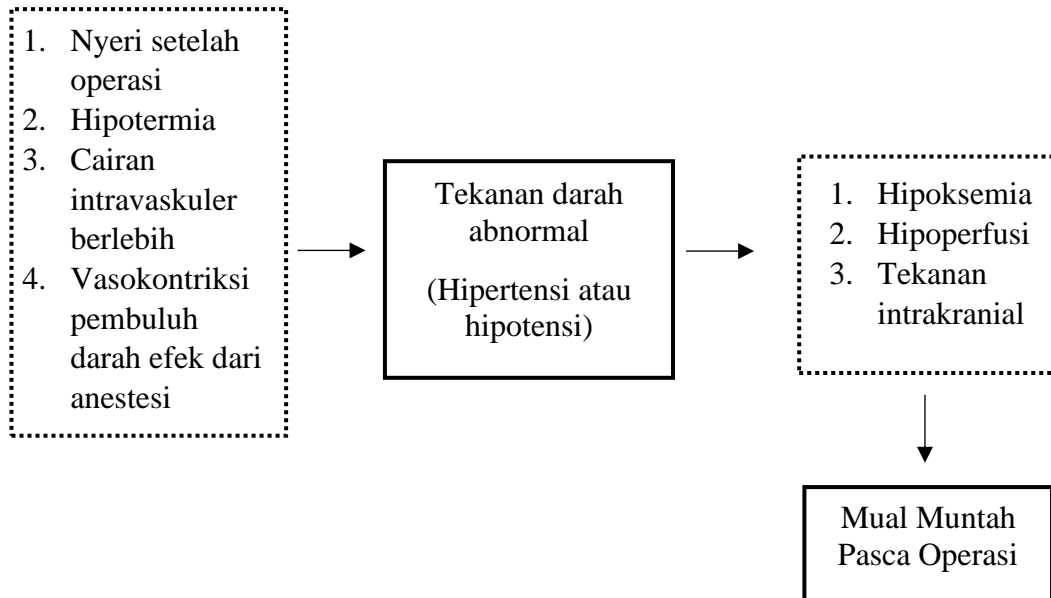 1. Nyeri setelah
operasi
2. Hipotermia
3. Cairan
intravaskuler
berlebih
4. Vasokontriksi
pembuluh
darah efek dari
anestesi
Tekanan darah
abnormal
(Hipertensi atau
hipotensi)
1. Hipoksemia
2. Hipoperfusi
3. Tekanan
intrakranial
Mual Muntah
Pasca Operasi